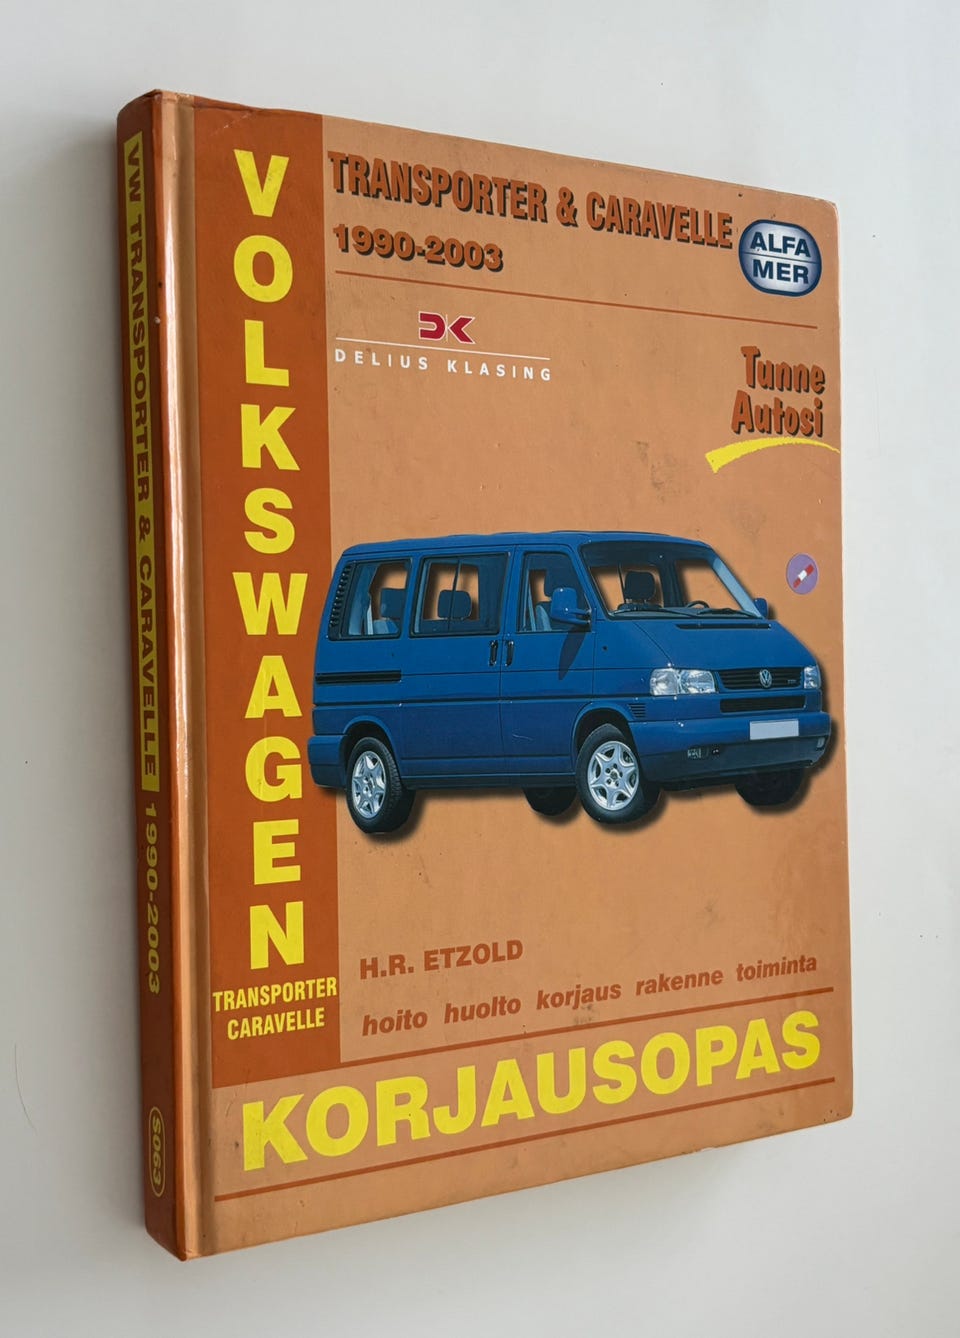 VW TRANSPORTER & CARAVELLE 1990-2003
S063
VOLKSWAGEN
TRANSPORTER
CARAVELLE
TRANSPORTER & CARAVELLE
1990-2003
ALFA
MER
DK
DELIUS KLASING
Tunne
Autosi
H.R. ETZOLD
hoito huolto korjaus rakenne toiminta
KORJAUSOPAS